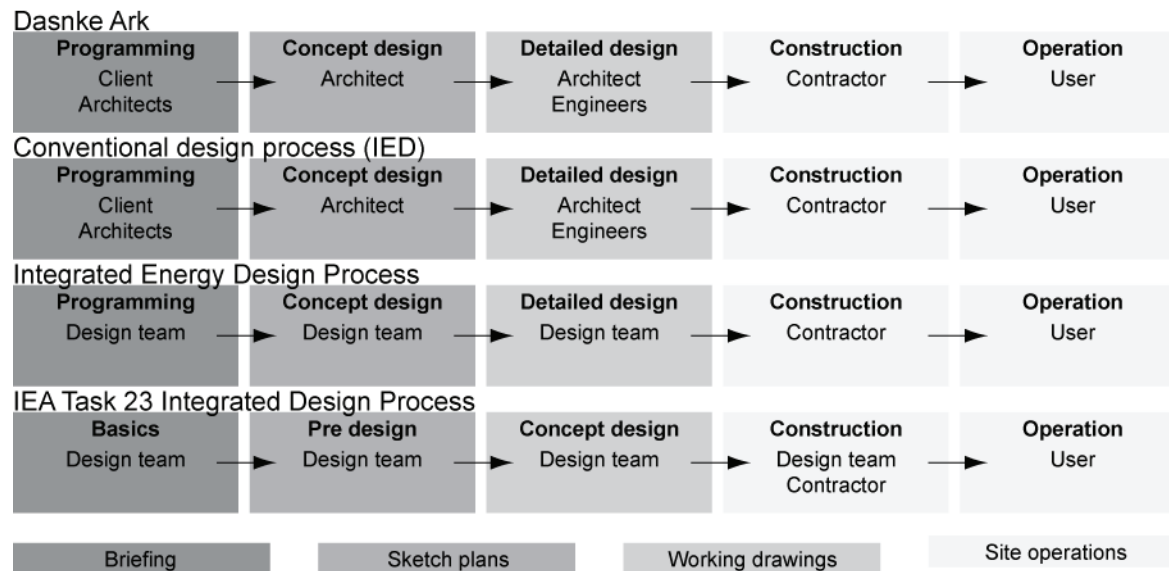 Dasnke Ark
Programming Concept design Detailed design Construction Operation
Client Architect Architect Contractor User
Architects Engineers
Conventional design process (IED)
Programming Concept design Detailed design Construction Operation
Client Architect Architect Contractor User
Architects Engineers
Integrated Energy Design Process
Programming Concept design Detailed design Construction Operation
Design team Design team Design team Contractor User
IEA Task 23 Integrated Design Process
Basics Pre design Concept design Construction Operation
Design team Design team Design team Design team User
Contractor
Briefing Sketch plans Working drawings Site operations